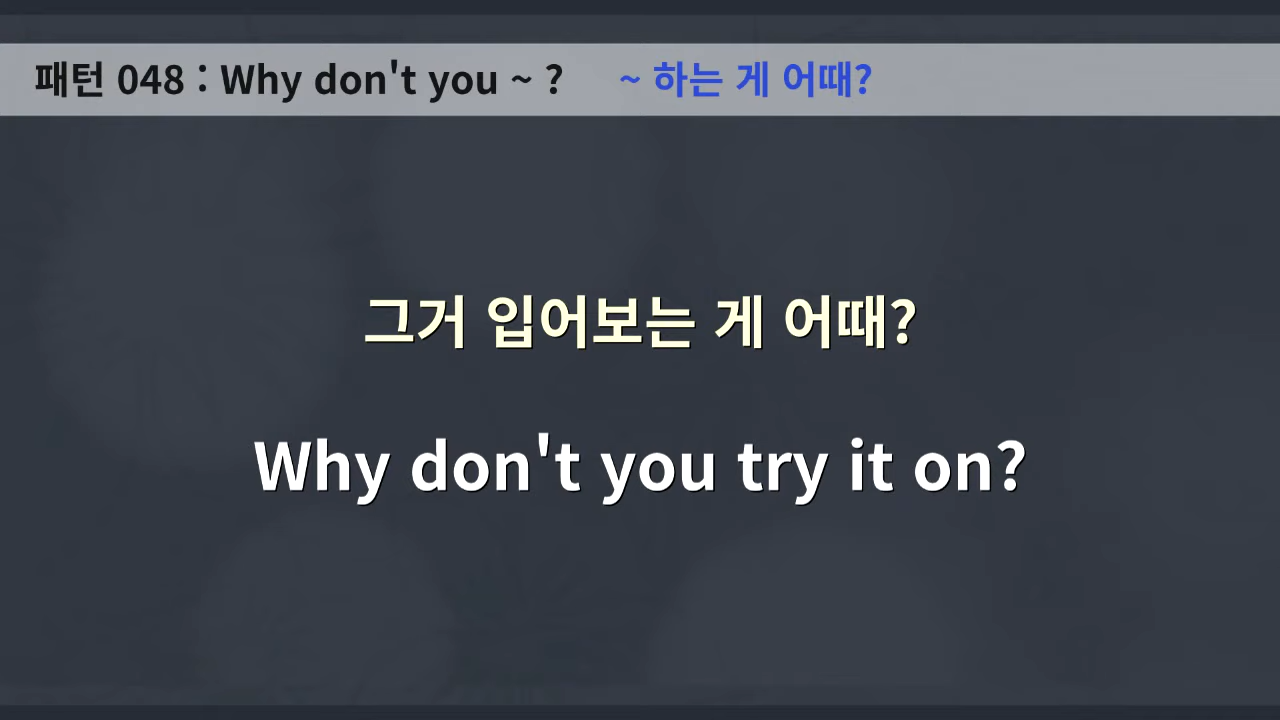 패턴 048 : Why don't you ~ ? ~ 하는 게 어때?
그거 입어보는 게 어때?
Why don't you try it on?